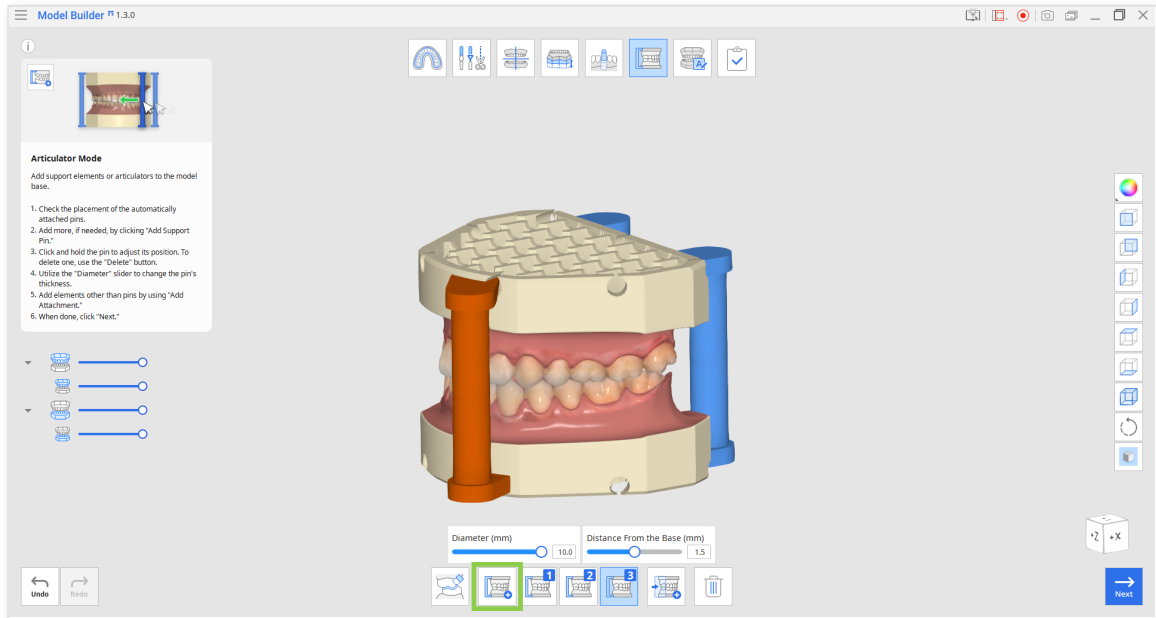 Model Builder M 1.3.0
Articulator Mode
Add support elements or articulators to the model
base.
1. Check the placement of the automatically
attached pins.
2. Add more, if needed, by clicking "Add Support
Pin."
3. Click and hold the pin to adjust its position. To
delete one, use the "Delete" button.
4. Utilize the "Diameter" slider to change the pin's
thickness.
5. Add elements other than pins by using "Add
Attachment."
6. When done, click "Next."
Diameter (mm)
10.0
Distance From the Base (mm)
1.5
1
2
3
Undo
Redo
+X
Next